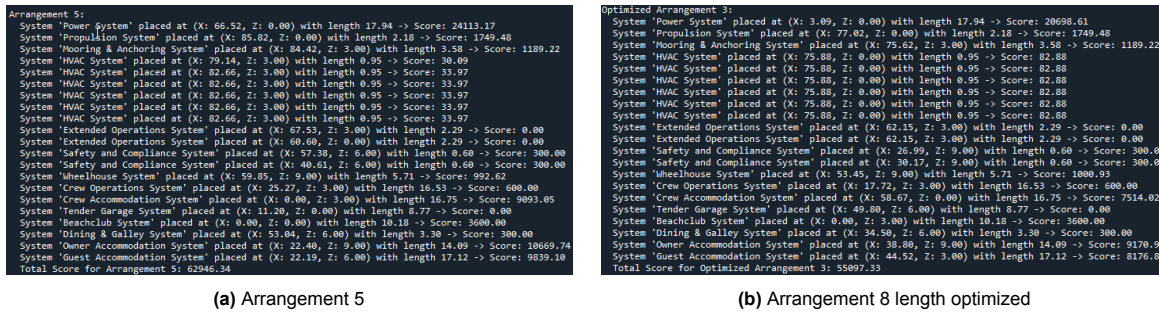 Arrangement 5:
System 'Power System' placed at (X: 66.52, Z: 0.00) with length 17.94 -> Score: 24113.17
System 'Propulsion System' placed at (X: 85.82, Z: 0.00) with length 2.18 -> Score: 1749.48
System 'Mooring & Anchoring System' placed at (X: 84.42, Z: 3.00) with length 3.58 -> Score: 1189.22
System 'HVAC System' placed at (X: 79.14, Z: 3.00) with length 0.95 -> Score: 30.09
System 'HVAC System' placed at (X: 82.66, Z: 3.00) with length 0.95 -> Score: 33.97
System 'HVAC System' placed at (X: 82.66, Z: 3.00) with length 0.95 -> Score: 33.97
System 'HVAC System' placed at (X: 82.66, Z: 3.00) with length 0.95 -> Score: 33.97
System 'HVAC System' placed at (X: 82.66, Z: 3.00) with length 0.95 -> Score: 33.97
System 'Extended Operations System' placed at (X: 67.53, Z: 3.00) with length 2.29 -> Score: 0.00
System 'Extended Operations System' placed at (X: 60.60, Z: 3.00) with length 2.29 -> Score: 0.00
System 'Safety and Compliance System' placed at (X: 57.38, Z: 6.00) with length 0.60 -> Score: 300.00
System 'Safety and Compliance System' placed at (X: 40.61, Z: 6.00) with length 0.60 -> Score: 300.00
System 'Wheelhouse System' placed at (X: 59.85, Z: 9.00) with length 5.71 -> Score: 992.62
System 'Crew Operations System' placed at (X: 25.27, Z: 3.00) with length 16.53 -> Score: 600.00
System 'Crew Accommodation System' placed at (X: 0.00, Z: 3.00) with length 16.75 -> Score: 9093.05
System 'Tender Garage System' placed at (X: 11.20, Z: 0.00) with length 8.77 -> Score: 0.00
System 'Beachclub System' placed at (X: 0.00, Z: 0.00) with length 10.18 -> Score: 3600.00
System 'Dining & Galley System' placed at (X: 53.04, Z: 6.00) with length 3.30 -> Score: 300.00
System 'Owner Accommodation System' placed at (X: 22.40, Z: 9.00) with length 14.09 -> Score: 10669.74
System 'Guest Accommodation System' placed at (X: 22.19, Z: 6.00) with length 17.12 -> Score: 9839.10
Total Score for Arrangement 5: 62946.34
(a) Arrangement 5
Optimized Arrangement 3:
System 'Power System' placed at (X: 3.09, Z: 0.00) with length 17.94 -> Score: 20698.61
System 'Propulsion System' placed at (X: 77.02, Z: 0.00) with length 2.18 -> Score: 1749.48
System 'Mooring & Anchoring System' placed at (X: 75.62, Z: 3.00) with length 3.58 -> Score: 1189.22
System 'HVAC System' placed at (X: 75.88, Z: 0.00) with length 0.95 -> Score: 82.88
System 'HVAC System' placed at (X: 75.88, Z: 0.00) with length 0.95 -> Score: 82.88
System 'HVAC System' placed at (X: 75.88, Z: 0.00) with length 0.95 -> Score: 82.88
System 'HVAC System' placed at (X: 75.88, Z: 0.00) with length 0.95 -> Score: 82.88
System 'HVAC System' placed at (X: 75.88, Z: 0.00) with length 0.95 -> Score: 82.88
System 'Extended Operations System' placed at (X: 62.15, Z: 3.00) with length 2.29 -> Score: 0.00
System 'Extended Operations System' placed at (X: 62.15, Z: 3.00) with length 2.29 -> Score: 0.00
System 'Safety and Compliance System' placed at (X: 26.99, Z: 9.00) with length 0.60 -> Score: 300.0
System 'Safety and Compliance System' placed at (X: 30.17, Z: 9.00) with length 0.60 -> Score: 300.0
System 'Wheelhouse System' placed at (X: 53.45, Z: 9.00) with length 5.71 -> Score: 1000.93
System 'Crew Operations System' placed at (X: 17.72, Z: 3.00) with length 16.53 -> Score: 600.00
System 'Crew Accommodation System' placed at (X: 58.67, Z: 0.00) with length 16.75 -> Score: 7514.02
System 'Tender Garage System' placed at (X: 49.80, Z: 6.00) with length 8.77 -> Score: 0.00
System 'Beachclub System' placed at (X: 0.00, Z: 3.00) with length 10.18 -> Score: 3600.00
System 'Dining & Galley System' placed at (X: 34.50, Z: 6.00) with length 3.30 -> Score: 300.00
System 'Owner Accommodation System' placed at (X: 38.80, Z: 9.00) with length 14.09 -> Score: 9170.9
System 'Guest Accommodation System' placed at (X: 44.52, Z: 3.00) with length 17.12 -> Score: 8176.8
Total Score for Optimized Arrangement 3: 55097.33
(b) Arrangement 8 length optimized